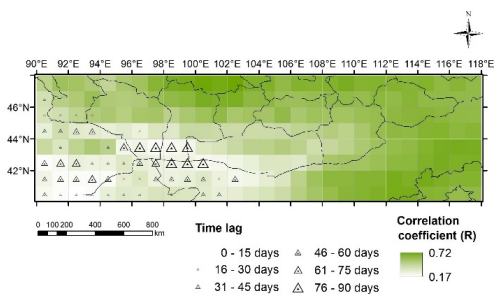 N
90°E 92°E 94°E 96°E 98°E 100°E 102°E 104°E 106°E 108°E 110°E 112°E 114°E 116°E 118°E
46°N
44°N
42°N
0 100 200 400 600 800 km
Time lag
0 - 15 days
16 - 30 days
31 - 45 days
46 - 60 days
61 - 75 days
76 - 90 days
Correlation
coefficient (R)
0.72
0.17